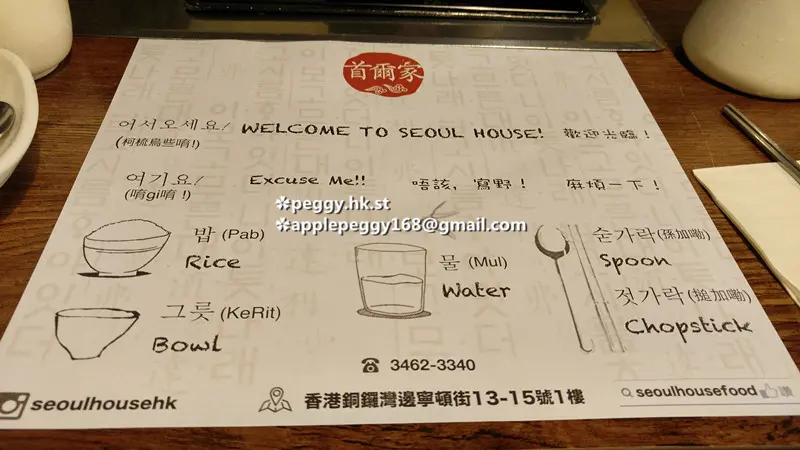 首爾家
어서오세요/ WELCOME TO SEOUL HOUSE! 歡迎光臨！
(柯梳烏些唷!)
여기요/ Excuse Me!! 唔該，寫野！ 麻煩一下！
(唷gi唷 !)
✲peggy.hk.st
✲applepeggy168@gmail.com
밥 (Pab)
Rice
물 (Mul)
Water
숟가락 (孫加嘞)
Spoon
젓가락 (搥加嘞)
Chopstick
그릇 (KeRit)
Bowl
3462-3340
seoulhousehk
香港銅鑼灣邊寧頓街13-15號1樓
seoulhousefood 讚